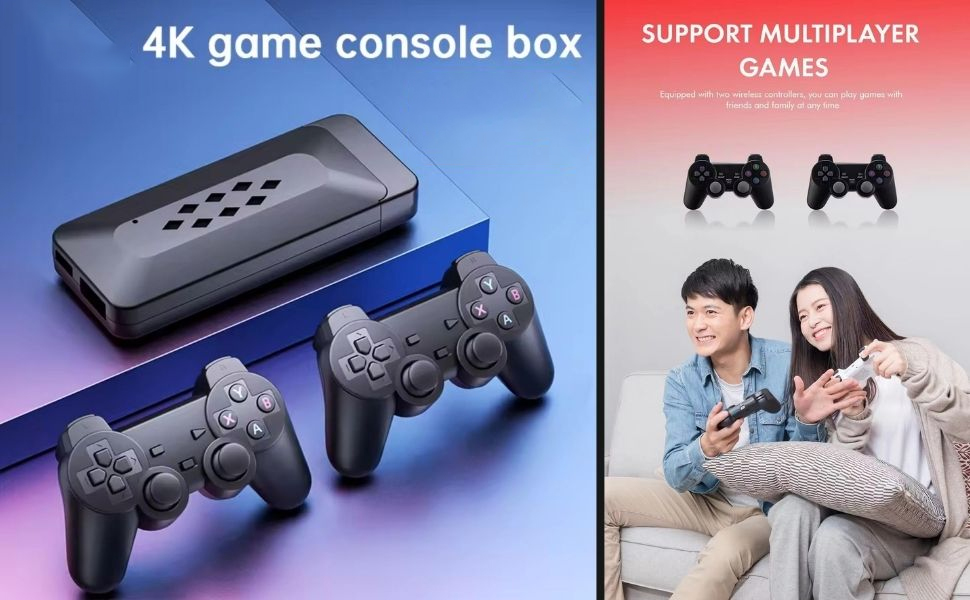 4K game console box
SUPPORT MULTIPLAYER
GAMES
Equipped with two wireless controllers, you can play games with
friends and family at any time
Y
B
X
A
Y
B
X
A